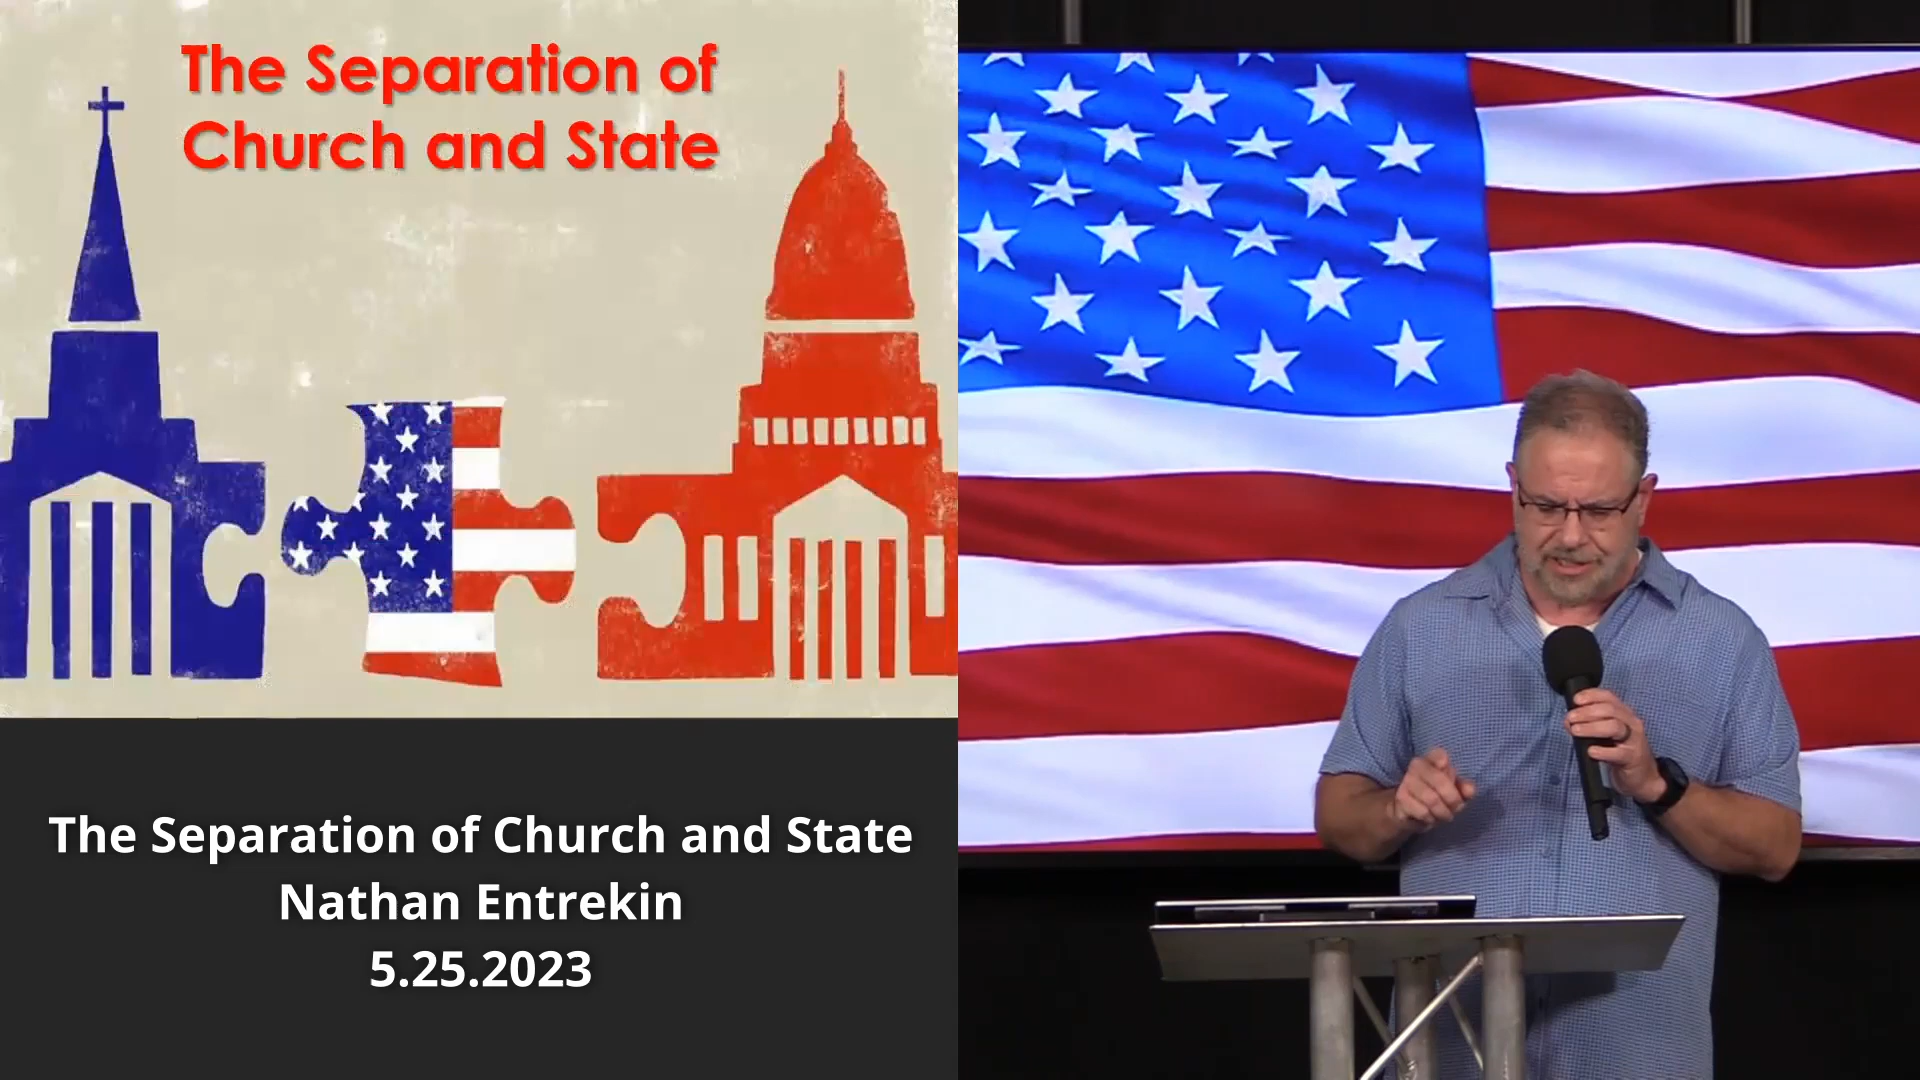 The Separation of
Church and State
The Separation of Church and State
Nathan Entrekin
5.25.2023